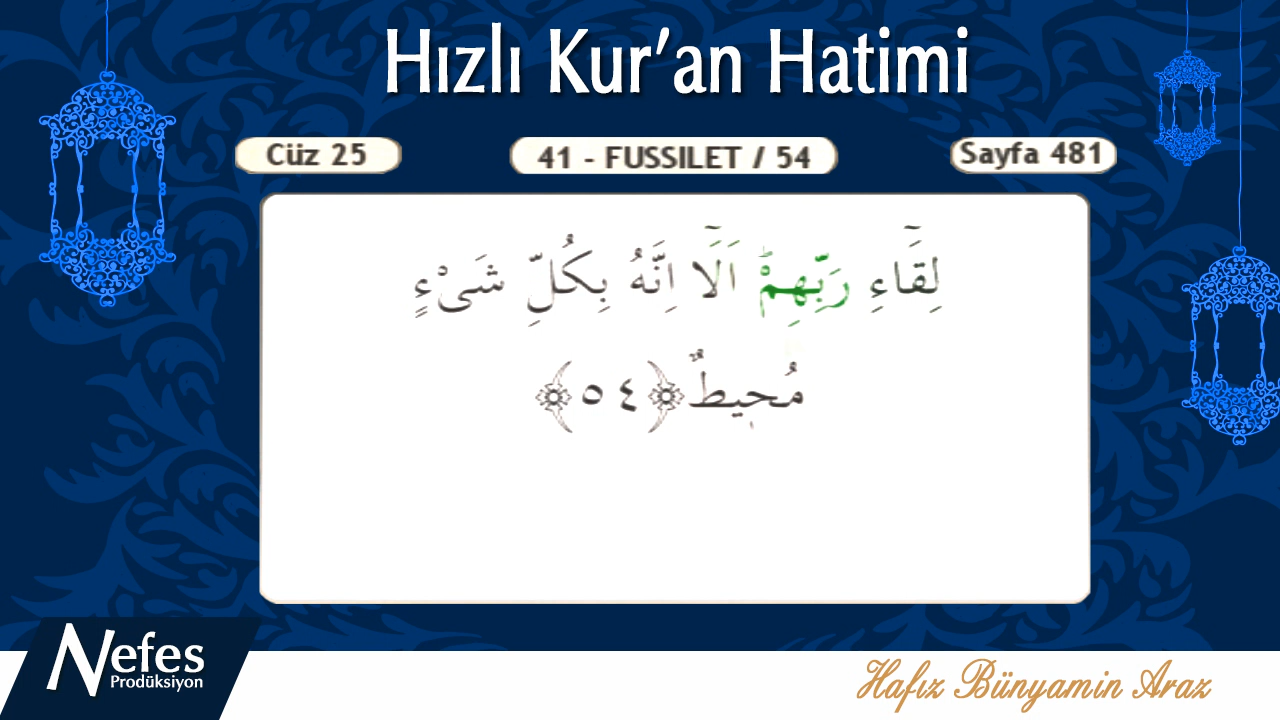 Hızlı Kur'an Hatimi
Cüz 25
41 - FUSSILET / 54
Sayfa 481
لِقَٓاءِ رَبِّهِمْۜ اَلَٓا اِنَّهُ بِكُلِّ شَىْءٍ
مُح۪يطٌ ﴿٥٤﴾
Nefes
Prodüksiyon
Hafız Bünyamin Araz